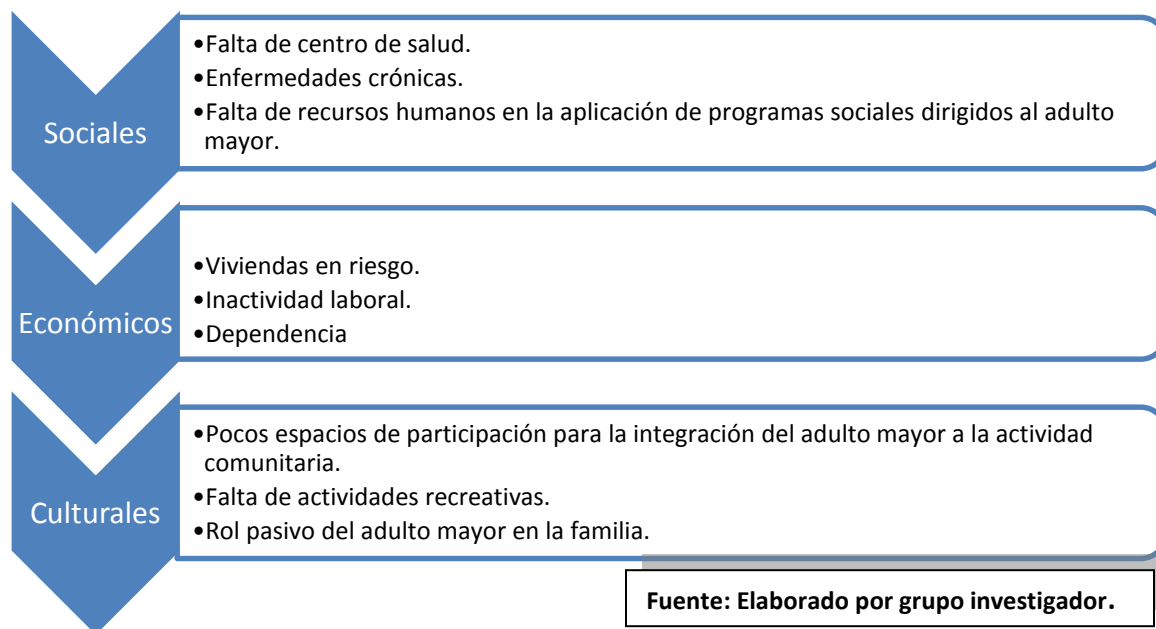 Sociales
•Falta de centro de salud.
•Enfermedades crónicas.
•Falta de recursos humanos en la aplicación de programas sociales dirigidos al adulto
mayor.
Económicos
•Viviendas en riesgo.
•Inactividad laboral.
•Dependencia
Culturales
•Pocos espacios de participación para la integración del adulto mayor a la actividad
comunitaria.
•Falta de actividades recreativas.
•Rol pasivo del adulto mayor en la familia.
Fuente: Elaborado por grupo investigador.